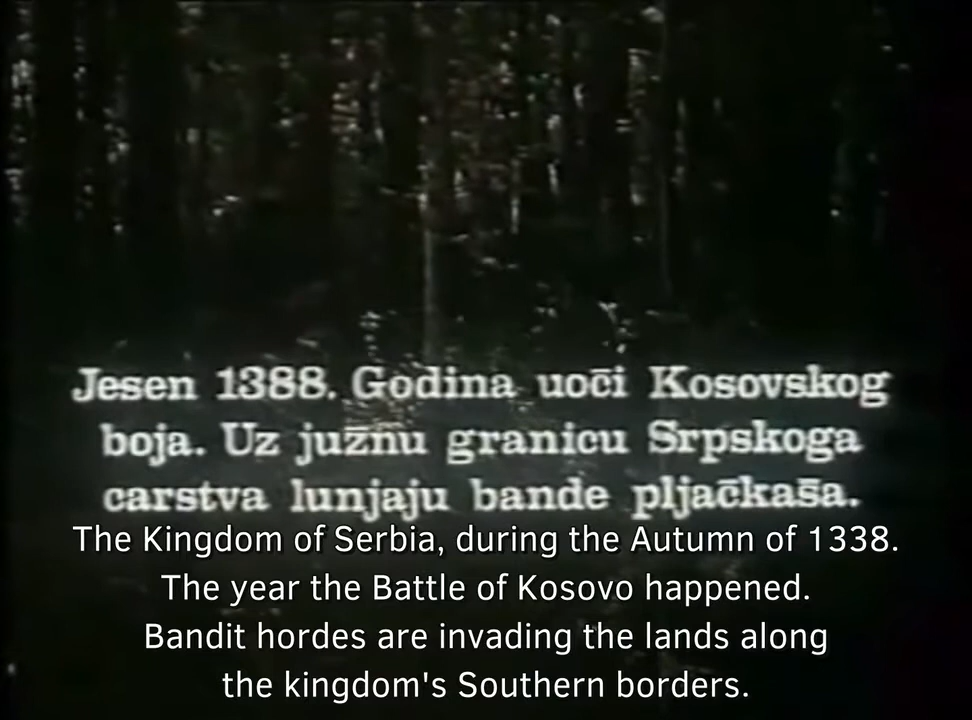 Jesen 1388. Godina uoči Kosovskog
boja. Uz južnu granicu Srpskoga
carstva lunjaju bande pljačkaša.
The Kingdom of Serbia, during the Autumn of 1338.
The year the Battle of Kosovo happened.
Bandit hordes are invading the lands along
the kingdom's Southern borders.